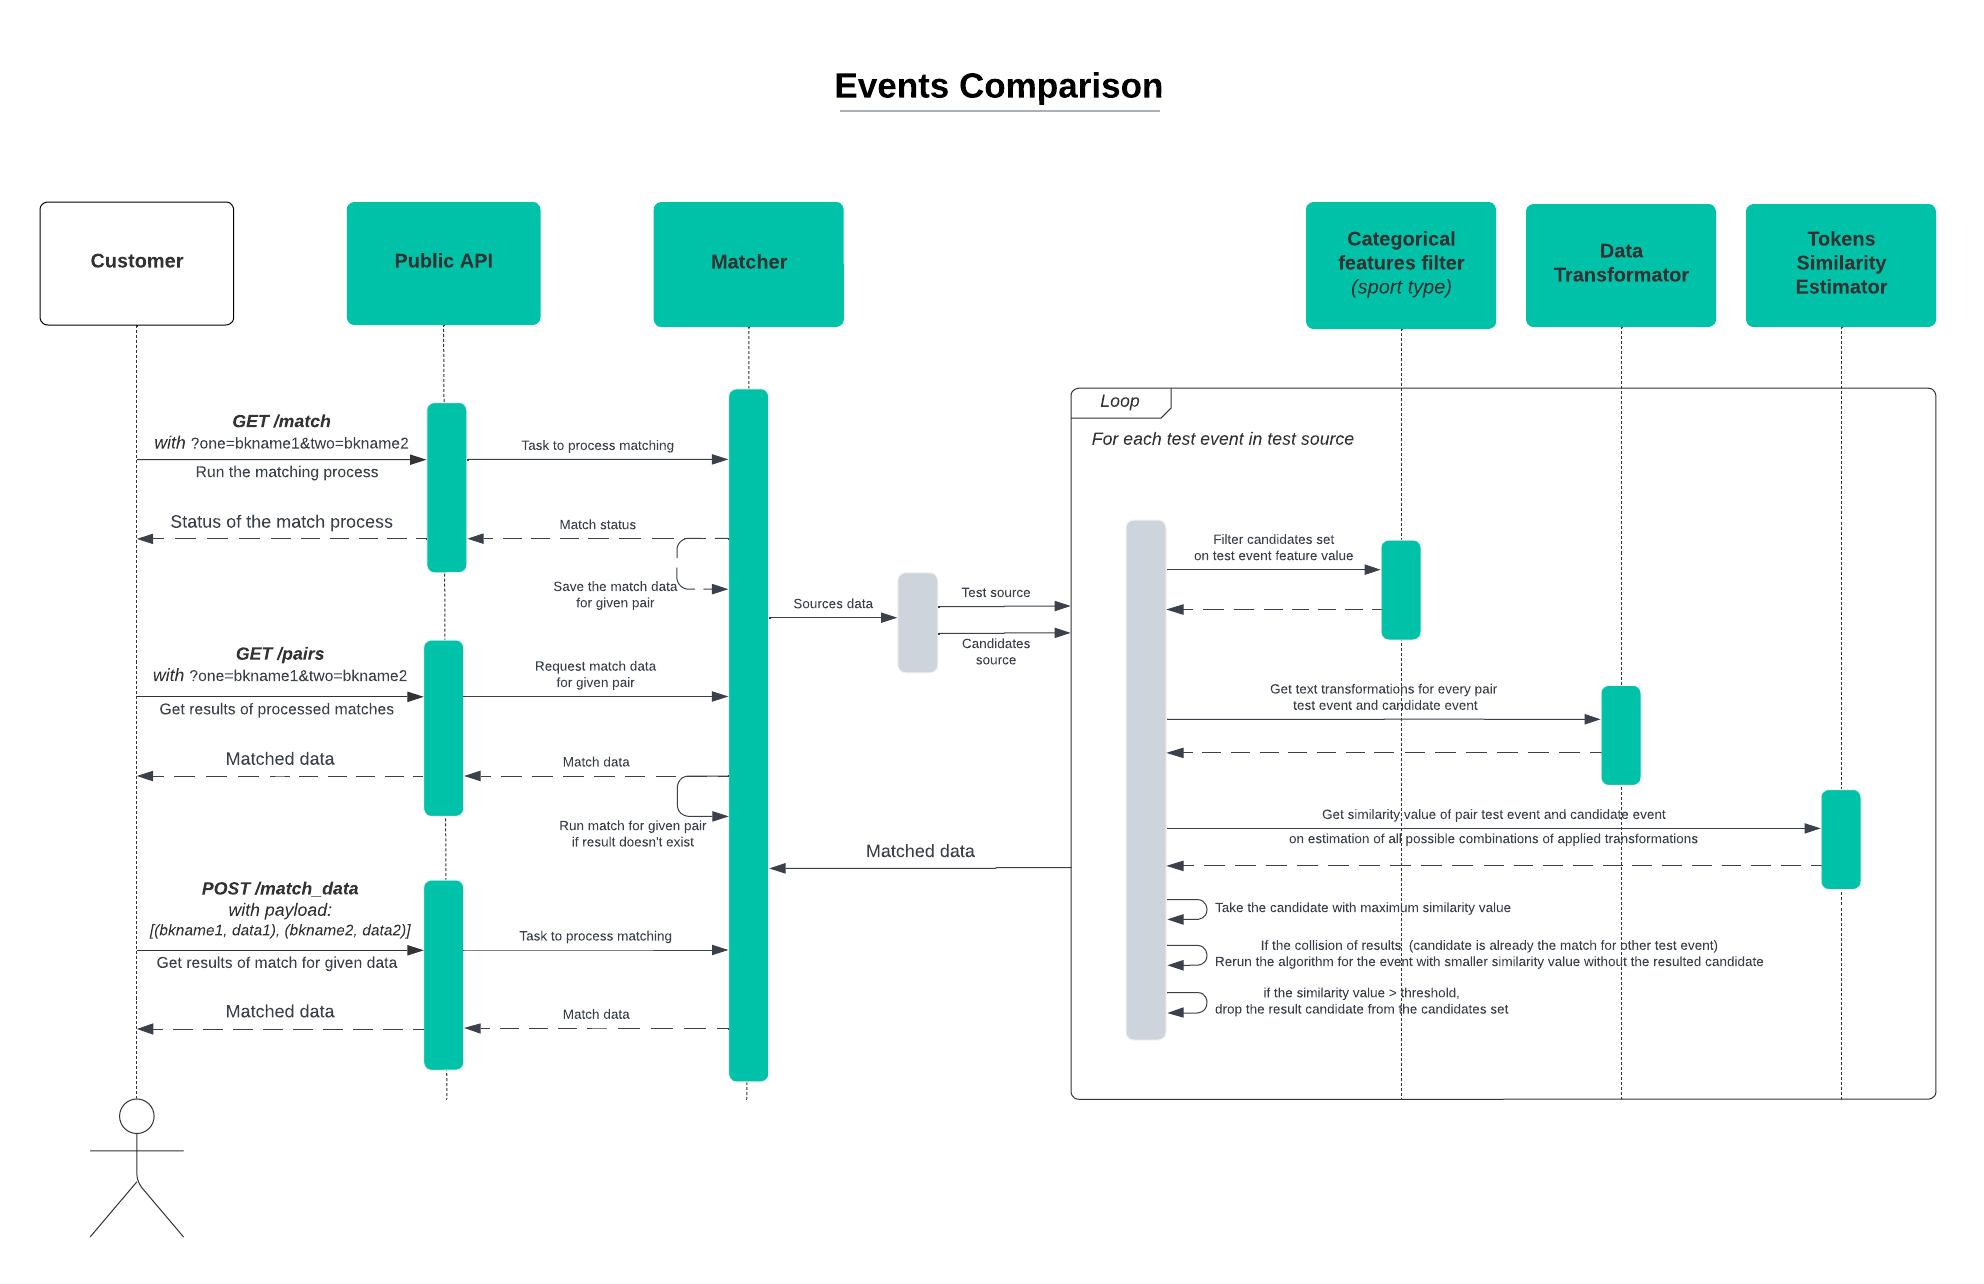 Events Comparison
Customer
Public API
Matcher
Categorical
features filter
(sport type)
Data
Transformator
Tokens
Similarity
Estimator
GET /match
with ?one=bkname1&two=bkname2
Run the matching process
Task to process matching
Status of the match process
Match status
Save the match data
for given pair
GET /pairs
with ?one=bkname1&two=bkname2
Get results of processed matches
Request match data
for given pair
Matched data
Match data
Run match for given pair
if result doesn't exist
POST /match_data
with payload:
[(bkname1, data1), (bkname2, data2)]
Get results of match for given data
Task to process matching
Matched data
Match data
Sources data
Test source
Candidates
source
Matched data
Loop
For each test event in test source
Filter candidates set
on test event feature value
Get text transformations for every pair
test event and candidate event
Get similarity value of pair test event and candidate event
on estimation of all possible combinations of applied transformations
Take the candidate with maximum similarity value
If the collision of results (candidate is already the match for other test event)
Rerun the algorithm for the event with smaller similarity value without the resulted candidate
if the similarity value > threshold,
drop the result candidate from the candidates set